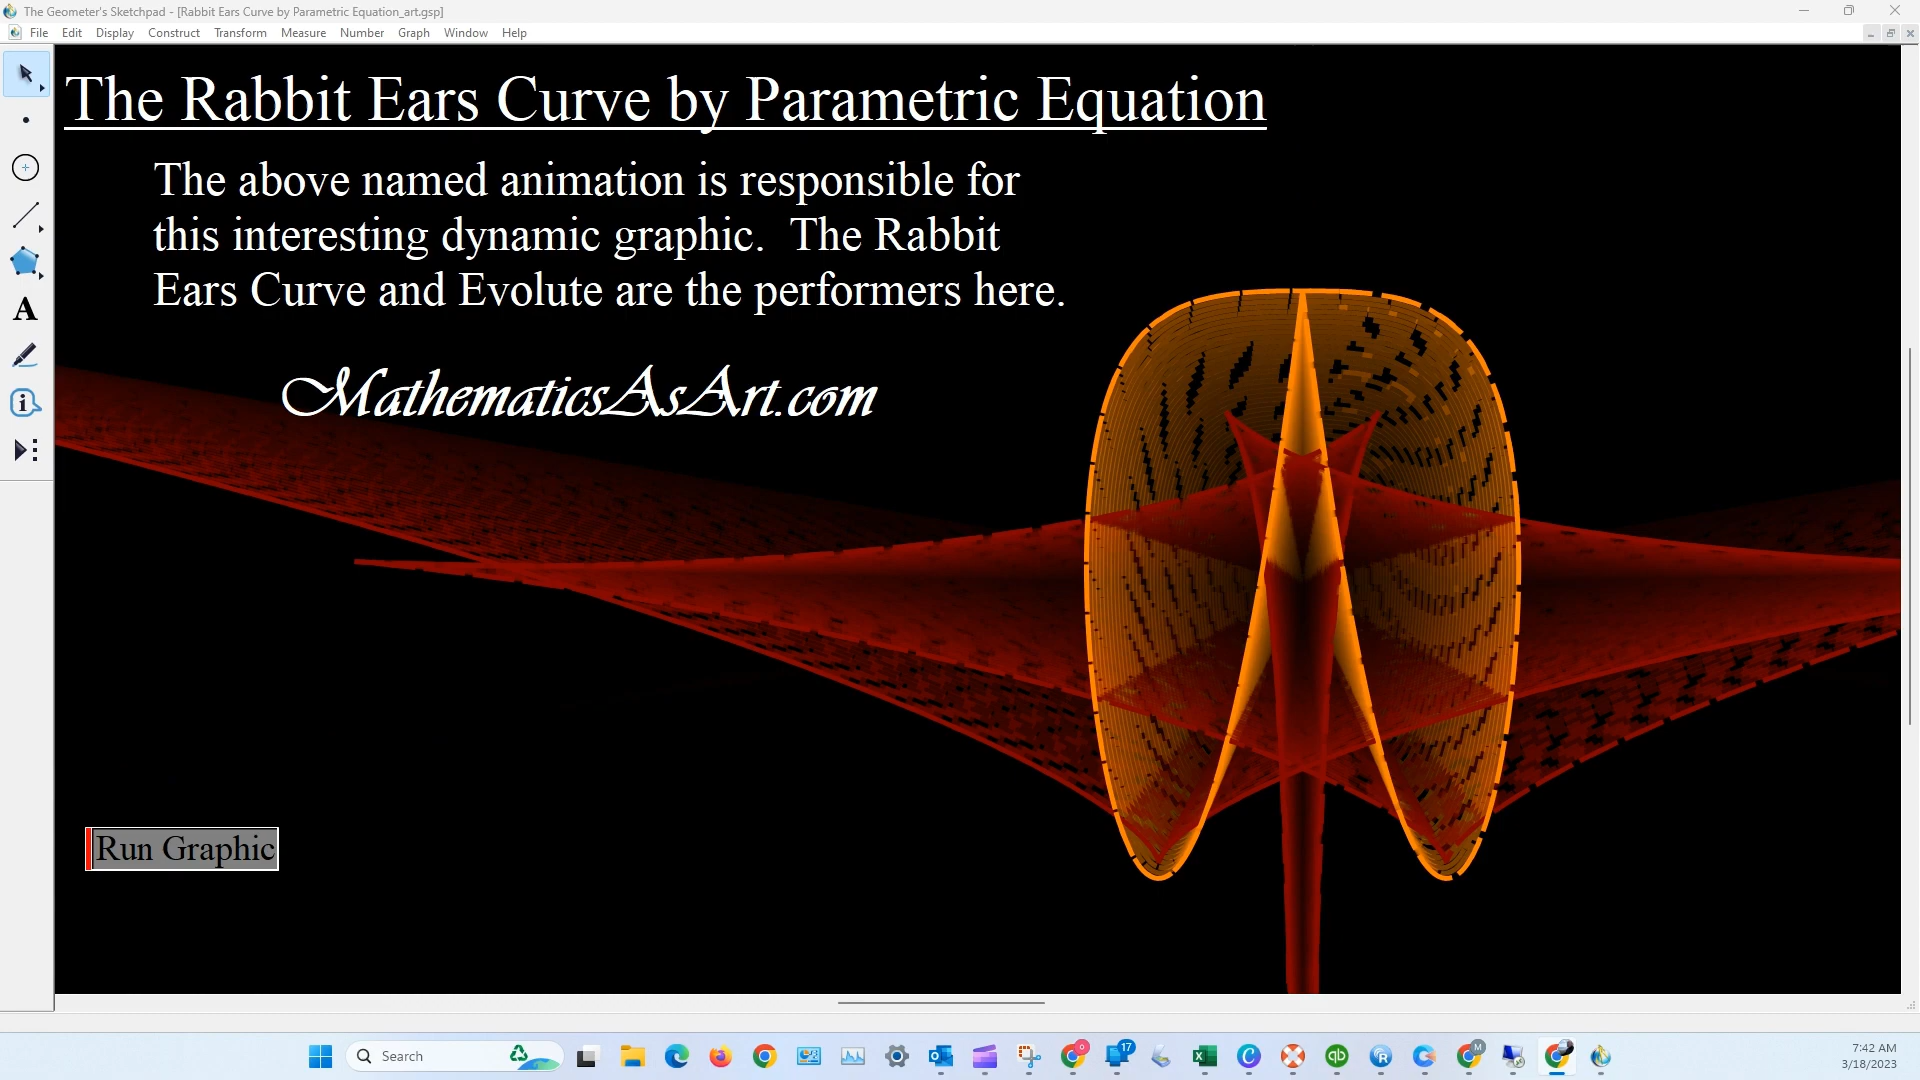 The Geometer's Sketchpad - [Rabbit Ears Curve by Parametric Equation_art.gsp]
File Edit Display Construct Transform Measure Number Graph Window Help
The Rabbit Ears Curve by Parametric Equation
The above named animation is responsible for
this interesting dynamic graphic. The Rabbit
Ears Curve and Evolute are the performers here.
MathematicsAsArt.com
A
Run Graphic
Search
17
M
7:42 AM
3/18/2023